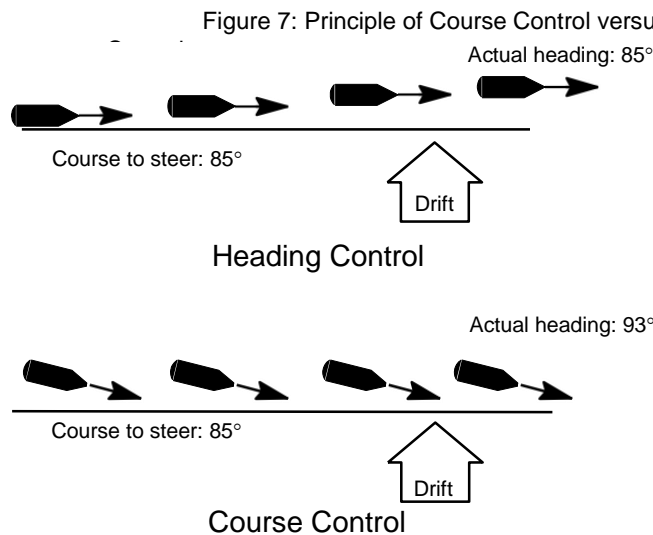 Figure 7: Principle of Course Control versu
Actual heading: 85°
Course to steer: 85°
Drift
Heading Control
Actual heading: 93°
Course to steer: 85°
Drift
Course Control